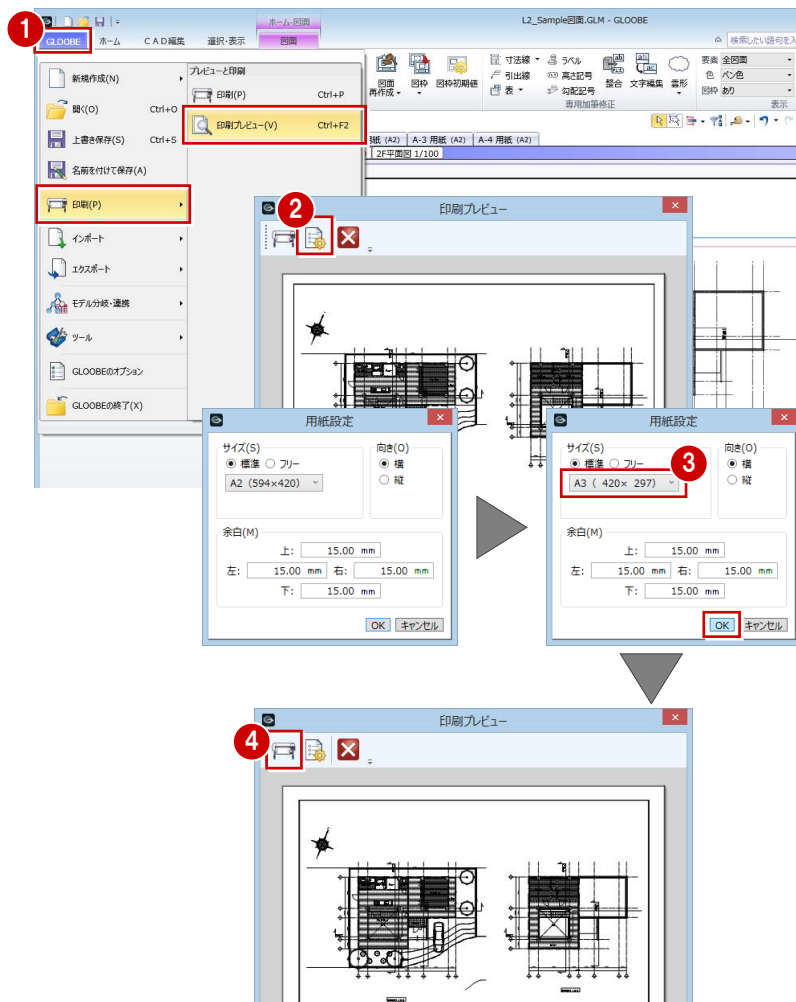 1
ホーム-図面
L2_Sample図面.GLM - GLOOBE
GLOOBE
ホーム
CAD編集
選択・表示
図面
新規作成(N)
開く(O) Ctrl+O
上書き保存(S) Ctrl+S
名前を付けて保存(A)
印刷(P)
インポート
エクスポート
モデル分岐・連携
ツール
GLOOBEのオプション
GLOOBEの終了(X)
プレビューと印刷
印刷(P) Ctrl+P
印刷プレビュー(V) Ctrl+F2
図面
再作成
図枠
図枠初期値
寸法線
引出線
表
ラベル
高さ記号
勾配記号
整合
文字編集
雲形
専用加筆修正
要素 全図面
色 ペン色
図枠 あり
表示
紙 (A2) A-3 用紙 (A2) A-4 用紙 (A2)
2F平面図 1/100
2
印刷プレビュー
用紙設定
サイズ(S)
標準 フリー
A2 (594×420)
向き(O)
横
縦
余白(M)
上: 15.00 mm
左: 15.00 mm 右: 15.00 mm
下: 15.00 mm
OK キャンセル
用紙設定
サイズ(S)
標準 フリー
3
A3 ( 420× 297)
向き(O)
横
縦
余白(M)
上: 15.00 mm
左: 15.00 mm 右: 15.00 mm
下: 15.00 mm
OK キャンセル
印刷プレビュー
4